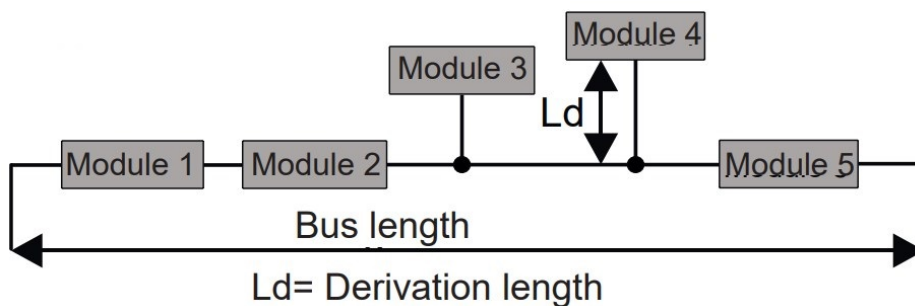 Module 4
Module 3
Ld
Module 1
Module 2
Module 5
Bus length
Ld= Derivation length